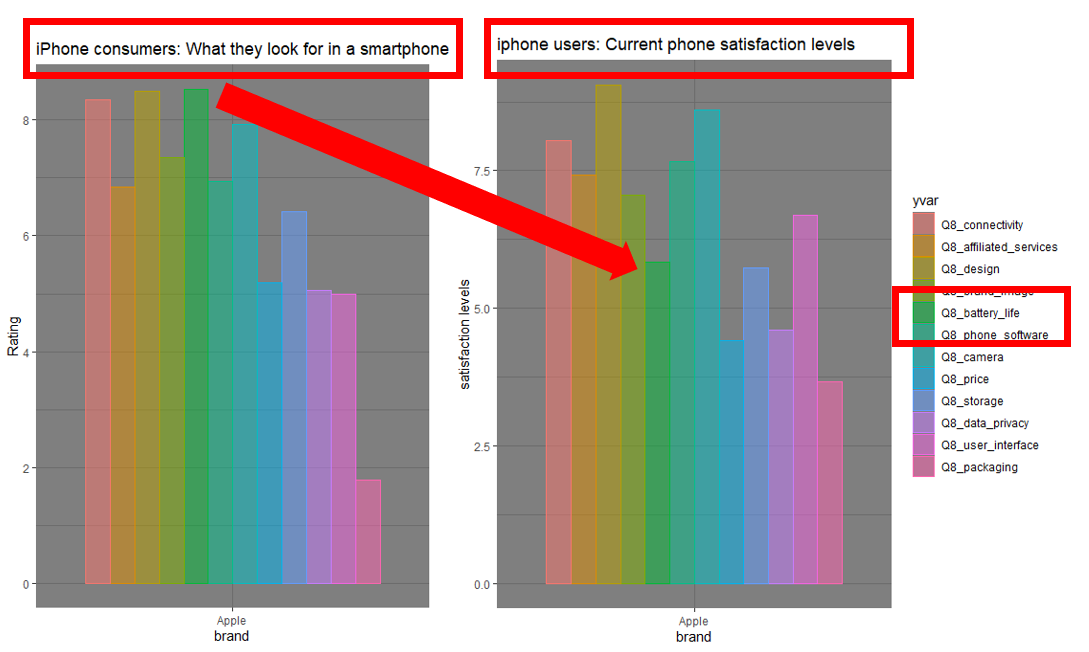 iPhone consumers: What they look for in a smartphone
iphone users: Current phone satisfaction levels
Rating
8
6
4
2
0
Apple
brand
satisfaction levels
7.5
5.0
2.5
0.0
Apple
brand
yvar
Q8_connectivity
Q8_affiliated_services
Q8_design
Q8_brand_image
Q8_battery_life
Q8_phone_software
Q8_camera
Q8_price
Q8_storage
Q8_data_privacy
Q8_user_interface
Q8_packaging